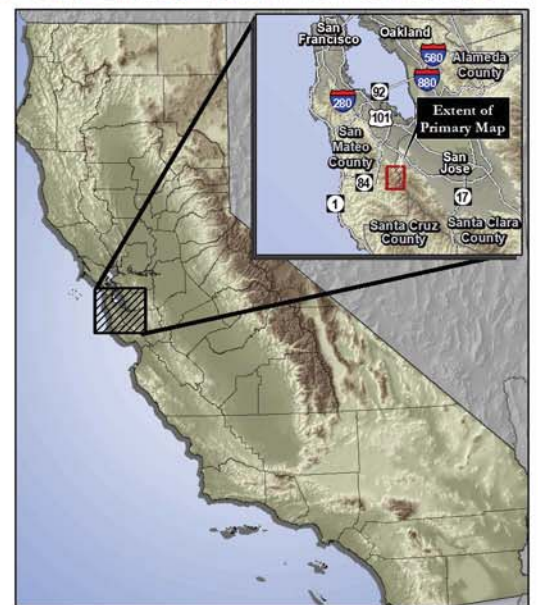 San
Francisco
Oakland
580
Alameda
County
880
92
280
101
Extent of
Primary Map
San
Mateo
County
San
Jose
84
17
1
Santa Cruz
County
Santa Clara
County